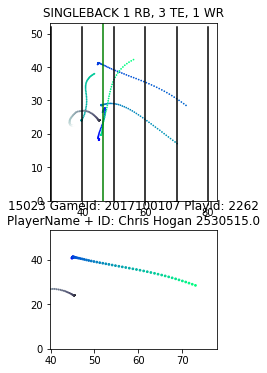 SINGLEBACK 1 RB, 3 TE, 1 WR
50
40
30
20
10
0
40 60 80
15023 GameId: 2017100107 PlayId: 2262
PlayerName + ID: Chris Hogan 2530515.0
40
20
0
40 50 60 70